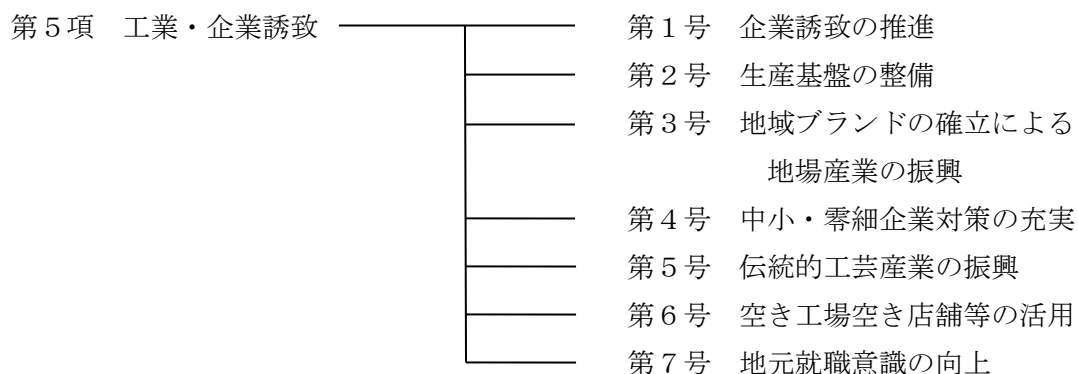 第５項　工業・企業誘致
第１号　企業誘致の推進
第２号　生産基盤の整備
第３号　地域ブランドの確立による
地場産業の振興
第４号　中小・零細企業対策の充実
第５号　伝統的工芸産業の振興
第６号　空き工場空き店舗等の活用
第７号　地元就職意識の向上